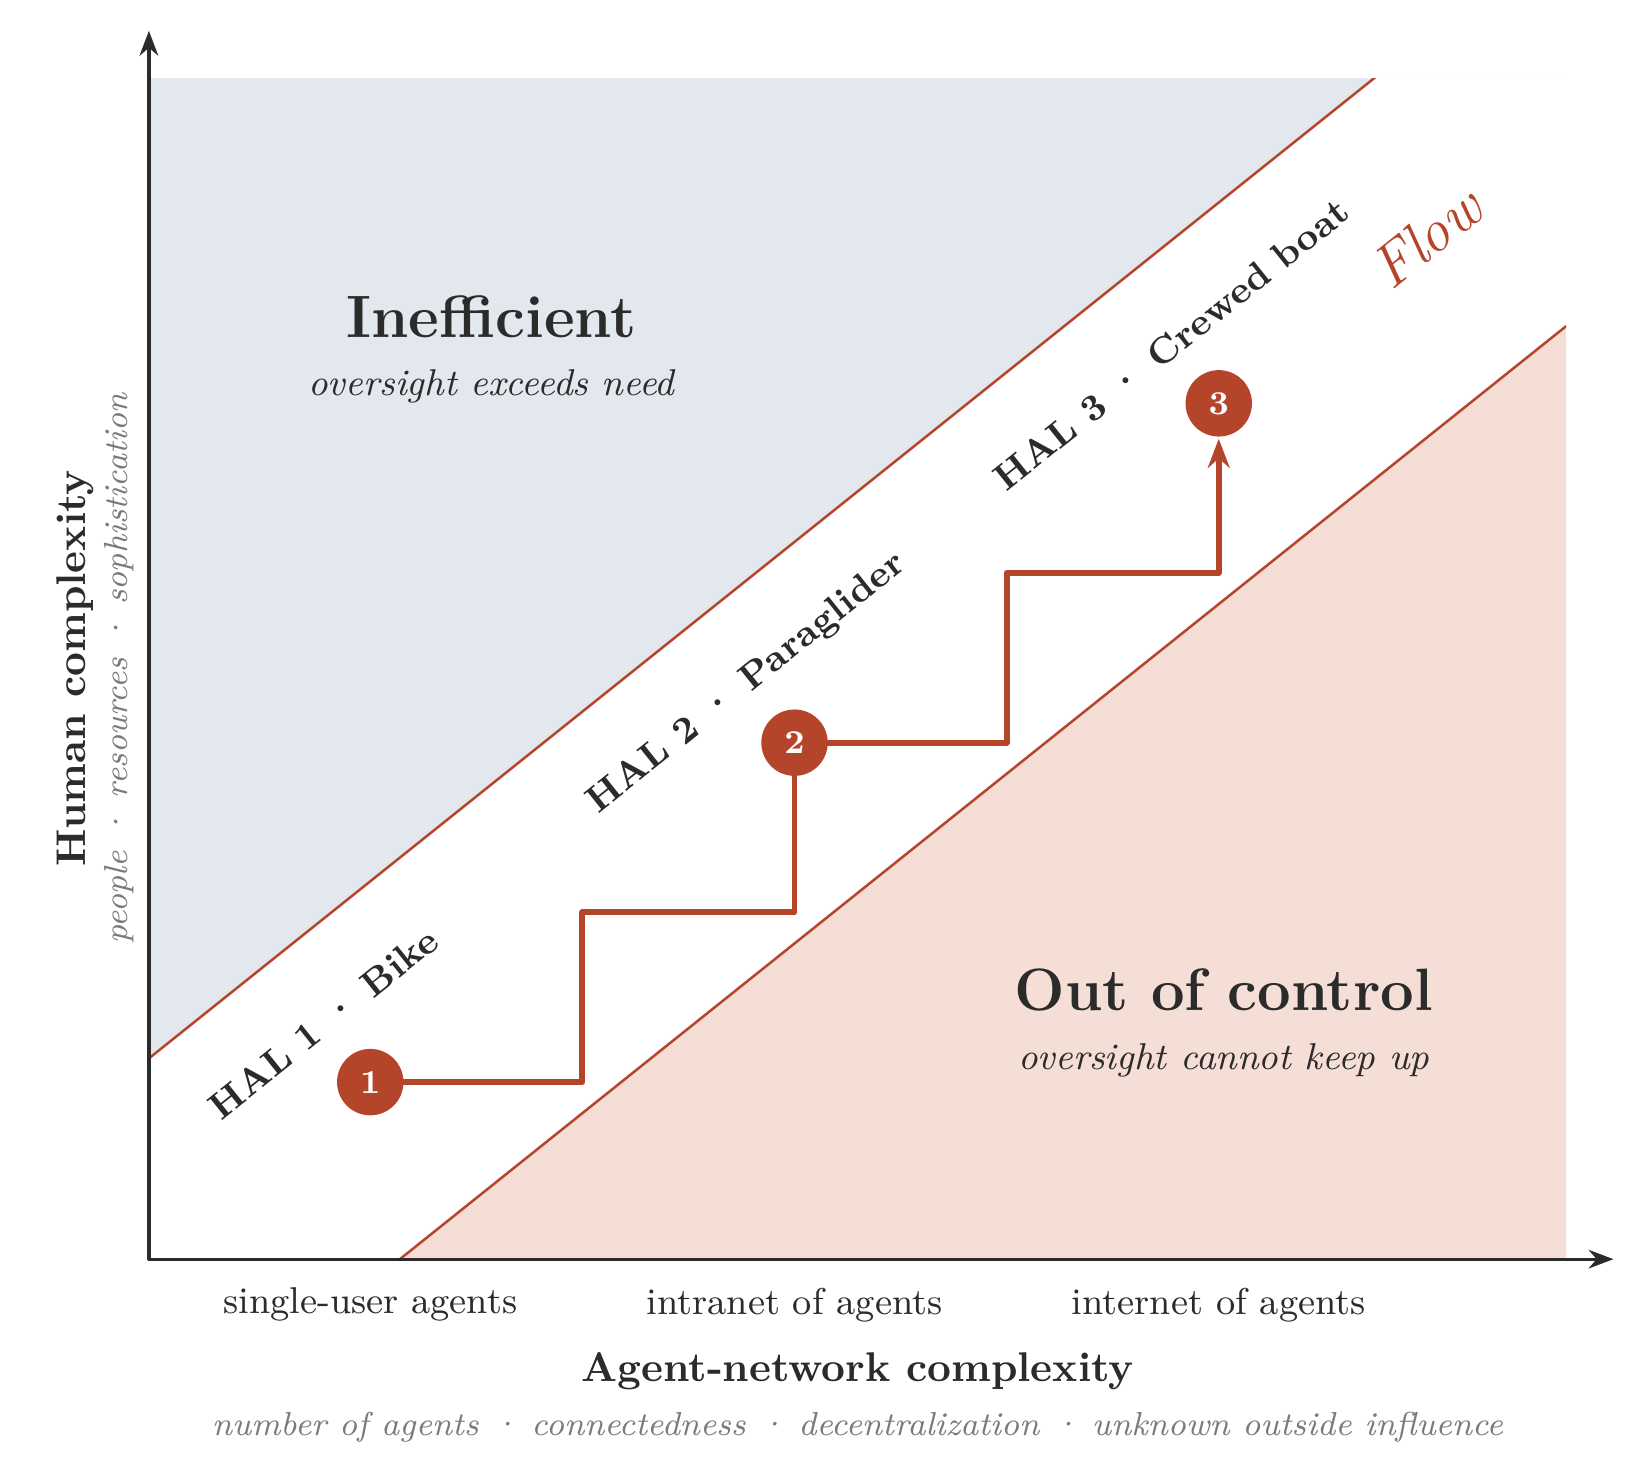 Inefficient
oversight exceeds need
Flow
HAL 3 · Crewed boat
3
HAL 2 · Paraglider
2
HAL 1 · Bike
1
Out of control
oversight cannot keep up
Human complexity
people · resources · sophistication
single-user agents
intranet of agents
internet of agents
Agent-network complexity
number of agents · connectedness · decentralization · unknown outside influence